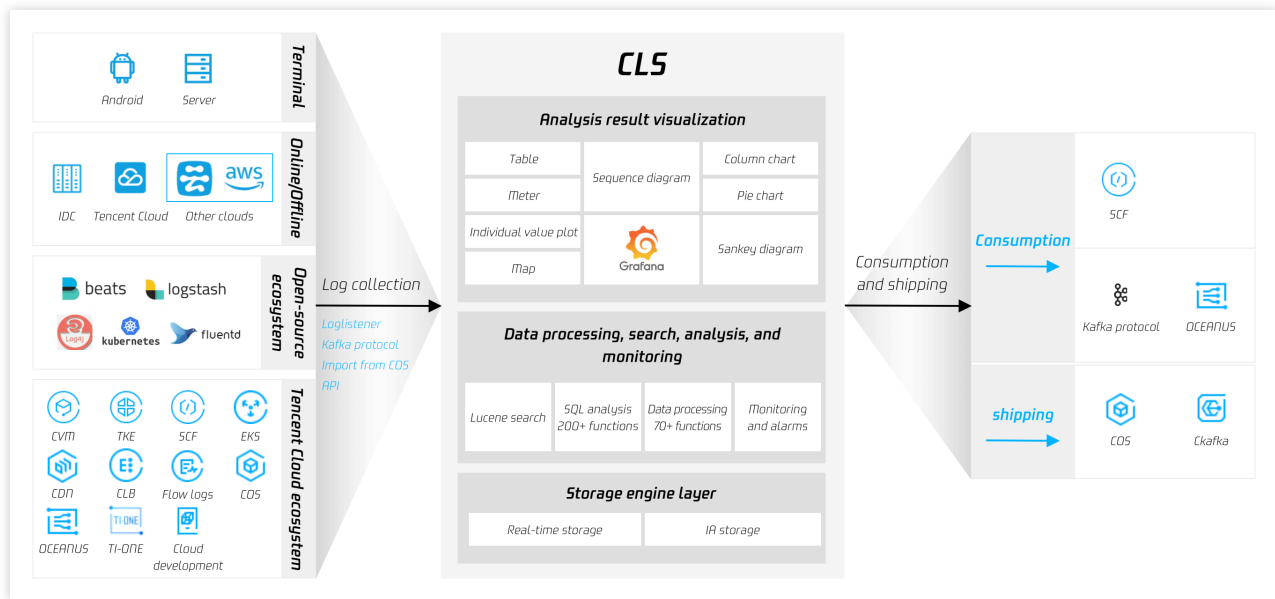 Terminal
Android
Server
Online/Offline
IDC
Tencent Cloud
aws
Other clouds
Open-source
ecosystem
beats
logstash
Log4j
kubernetes
fluentd
Tencent Cloud ecosystem
CVM
TKE
SCF
EKS
CDN
CLB
Flow logs
COS
OCEANUS
TI-ONE
TI-ONE
Cloud
development
Log collection
Loglistener
Kafka protocol
Import from COS
API
CLS
Analysis result visualization
Table
Meter
Individual value plot
Map
Sequence diagram
Grafana
Column chart
Pie chart
Sankey diagram
Data processing, search, analysis, and
monitoring
Lucene search
SQL analysis
200+ functions
Data processing
70+ functions
Monitoring
and alarms
Storage engine layer
Real-time storage
IA storage
Consumption
and shipping
Consumption
SCF
Kafka protocol
OCEANUS
shipping
COS
Ckafka